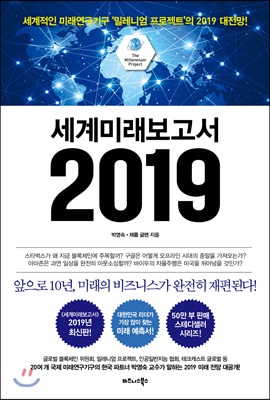 세계적인 미래연구기구 '밀레니엄 프로젝트'의 2019 대전망!
The
Millennium
Project
세계미래보고서
2019
박영숙·제롬 글렌 지음
스타벅스가 왜 지금 블록체인에 주목할까? 구글은 어떻게 오프라인 시대의 종말을 가져오는가?
아마존은 과연 일상을 완전히 아웃소싱할까? 바이두의 자율주행은 미국을 뛰어넘을 것인가?
앞으로 10년, 미래의 비즈니스가 완전히 재편된다!
《세계미래보고서》
2019년
최신판!
대한민국 리더가
가장 많이 찾는
미래 예측서!
50만 부 판매
스테디셀러
시리즈!
글로벌 블록체인 위원회, 밀레니엄 프로젝트, 인공일반지능 협회, 테크캐스트 글로벌 등
20여 개 국제 미래연구기구의 한국 파트너 박영숙 교수가 말하는 2019 미래 전망 대공개!
비즈니스북스